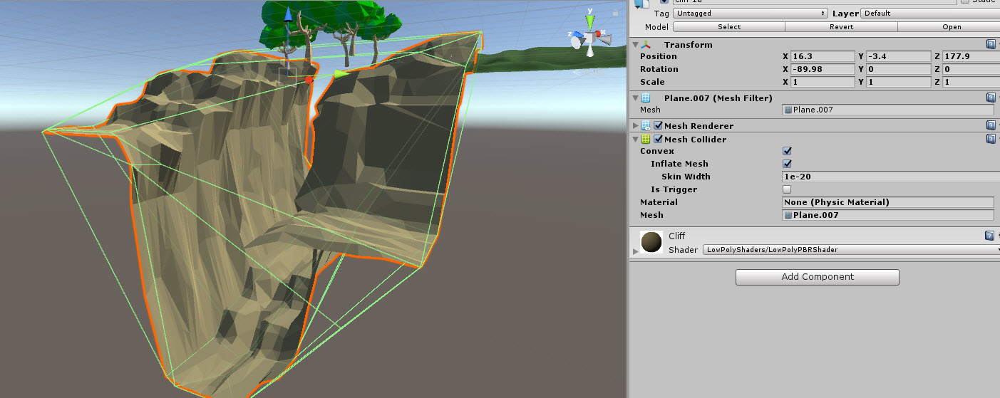 Tag Untagged Layer Default
Model Select Revert Open
y
z x
Transform
Position X 16.3 Y -3.4 Z 177.9
Rotation X -89.98 Y 0 Z 0
Scale X 1 Y 1 Z 1
Plane.007 (Mesh Filter)
Mesh Plane.007
Mesh Renderer
Mesh Collider
Convex
Inflate Mesh
Skin Width 1e-20
Is Trigger
Material None (Physic Material)
Mesh Plane.007
Cliff
Shader LowPolyShaders/LowPolyPBRShader
Add Component